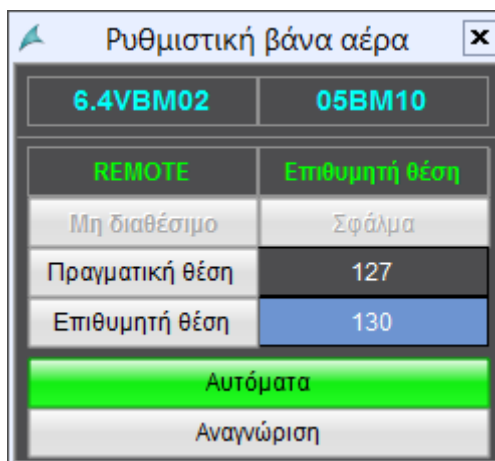 Ρυθμιστική βάνα αέρα
6.4VBM02 05BM10
REMOTE Επιθυμητή θέση
Μη διαθέσιμο Σφάλμα
Πραγματική θέση 127
Επιθυμητή θέση 130
Αυτόματα
Αναγνώριση